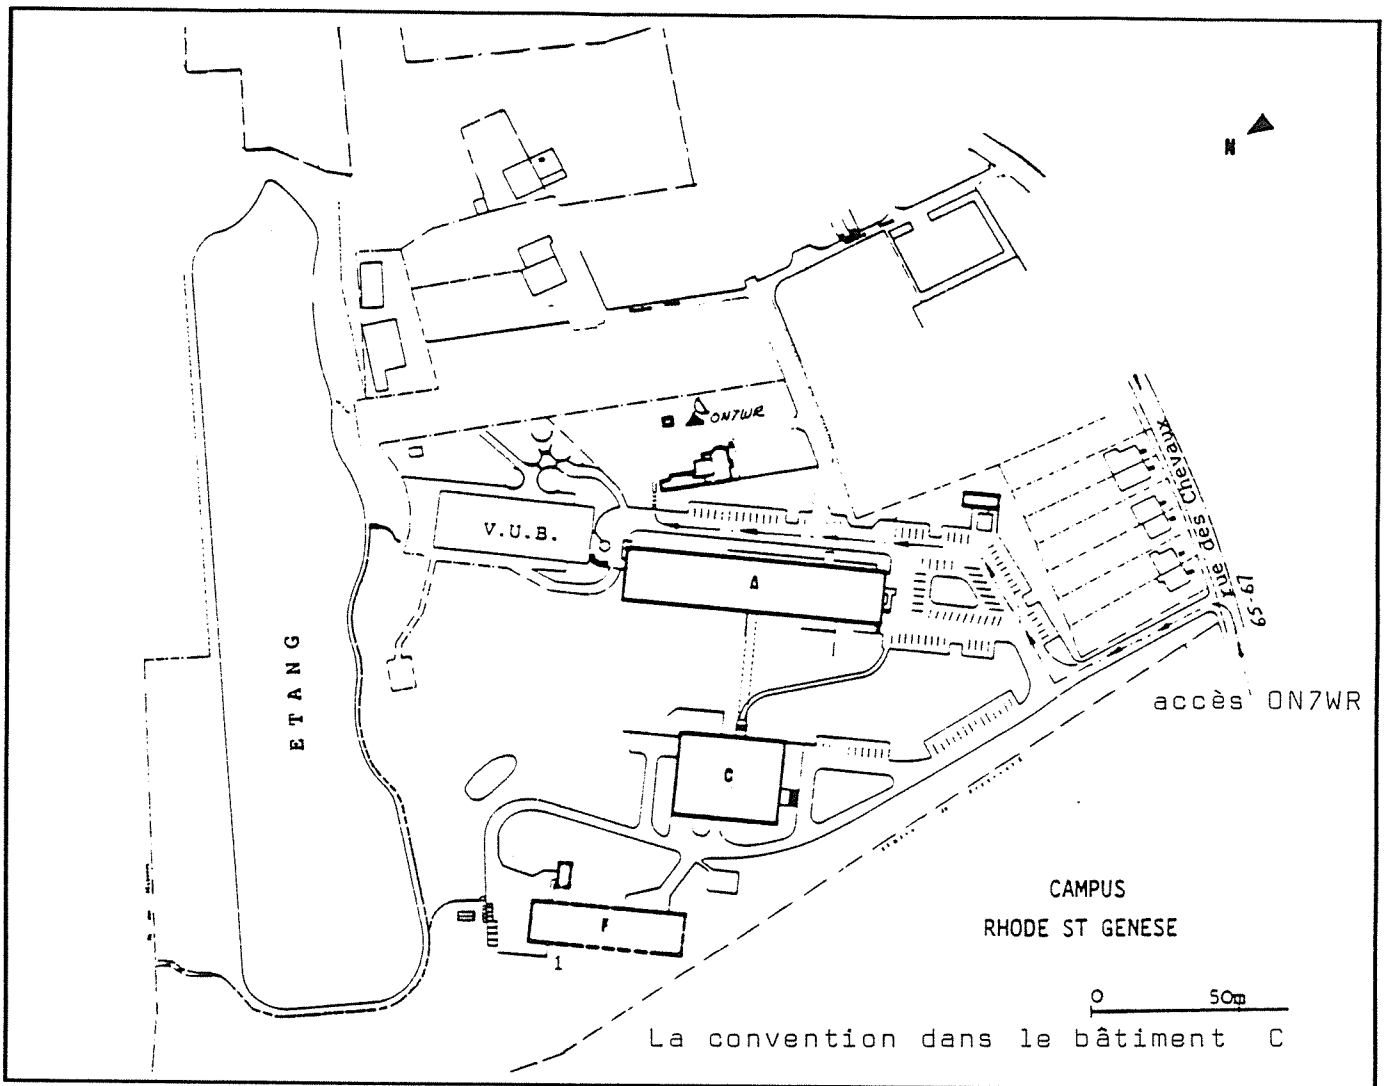 N
ON7WR
rue des Chevaux
65-67
V.U.B.
A
ETANG
accès ON7WR
C
CAMPUS
RHODE ST GENESE
F
1
0 50m
La convention dans le bâtiment C